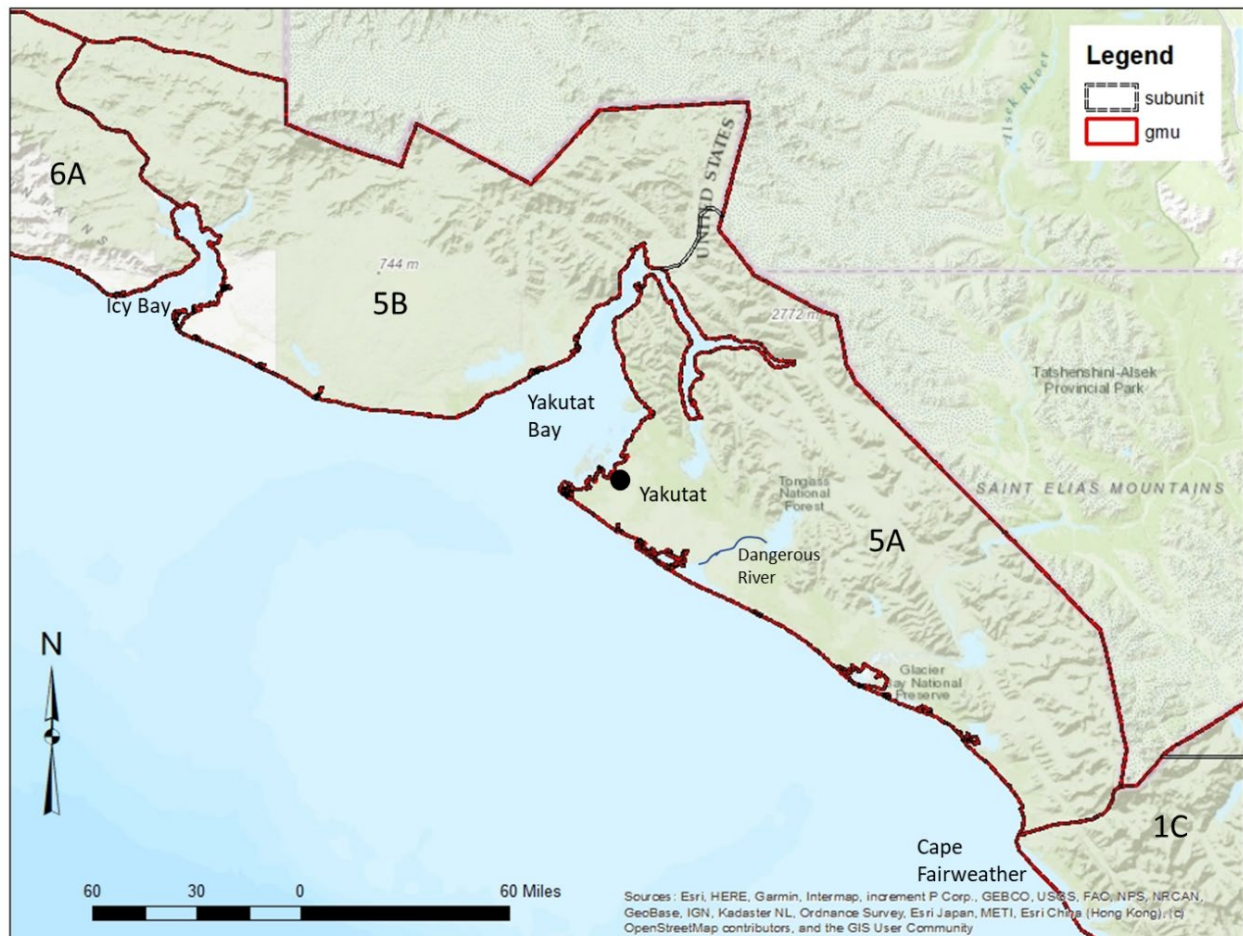 Legend
subunit
gmu
Alsek River
UNITED STATES
6A
744 m
Icy Bay
5B
2772 m
Tatshenshini-Alsek
Provincial Park
Yakutat
Bay
Yakutat
Tongass
National
Forest
SAINT ELIAS MOUNTAINS
5A
Dangerous
River
N
Glacier
Bay National
Preserve
1C
Cape
Fairweather
60 30 0 60 Miles
Sources: Esri, HERE, Garmin, Intermap, increment P Corp., GEBCO, USGS, FAO, NPS, NRCAN,
GeoBase, IGN, Kadaster NL, Ordnance Survey, Esri Japan, METI, Esri China (Hong Kong), (c)
OpenStreetMap contributors, and the GIS User Community